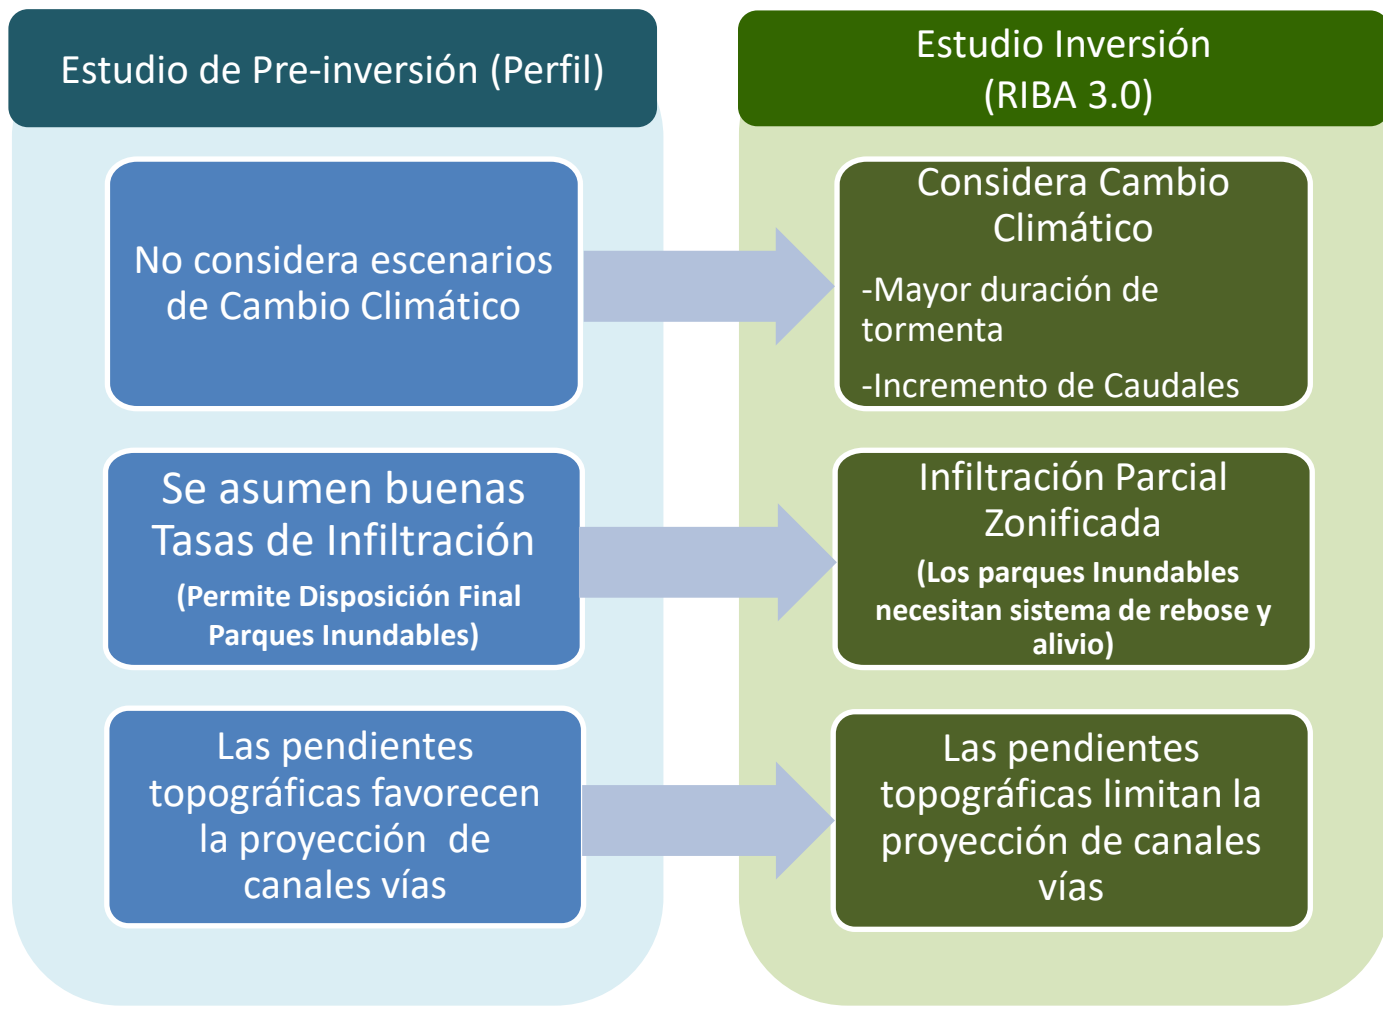 Estudio de Pre-inversión (Perfil)
No considera escenarios
de Cambio Climático
Se asumen buenas
Tasas de Infiltración
(Permite Disposición Final
Parques Inundables)
Las pendientes
topográficas favorecen
la proyección de
canales vías
Estudio Inversión
(RIBA 3.0)
Considera Cambio
Climático
-Mayor duración de
tormenta
-Incremento de Caudales
Infiltración Parcial
Zonificada
(Los parques Inundables
necesitan sistema de rebose y
alivio)
Las pendientes
topográficas limitan la
proyección de canales
vías